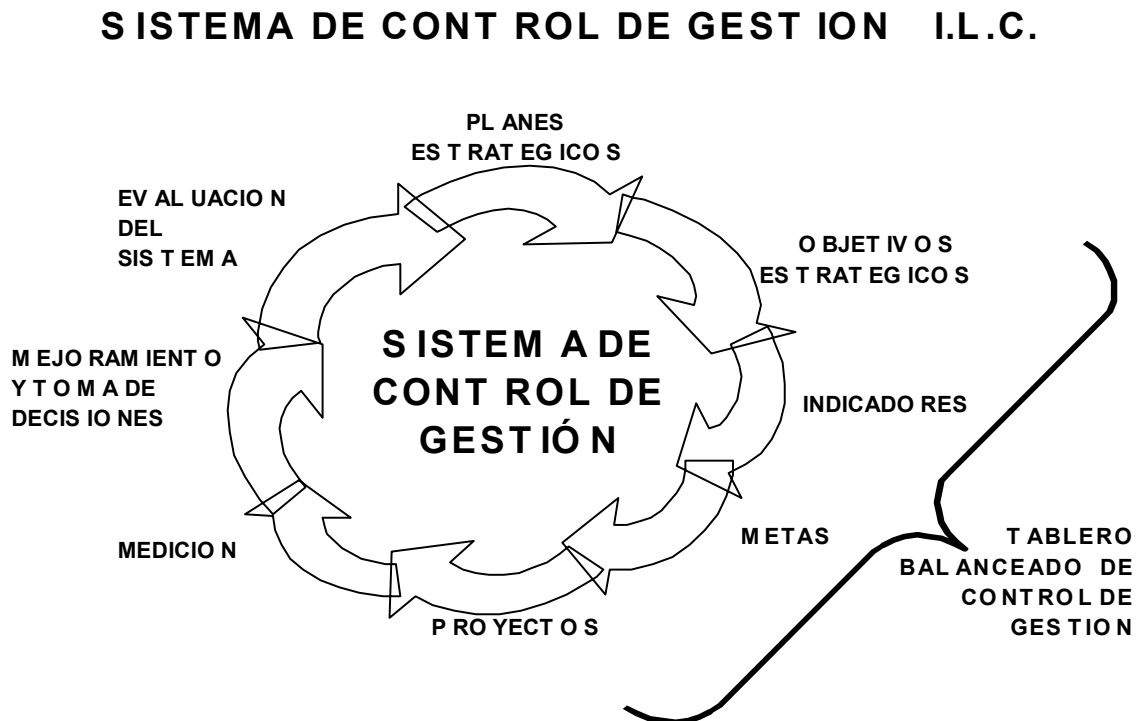 SISTEMA DE CONTROL DE GESTION I.L.C.
PLANES
ESTRATEGICOS
EVALUACION
DEL
SISTEMA
OBJETIVOS
ESTRATEGICOS
SISTEMA DE
CONTROL DE
GESTIÓN
MEJORAMIENTO
Y TOMA DE
DECISIONES
INDICADORES
MEDICION
METAS
TABLERO
BALANCEADO DE
CONTROL DE
GESTION
PROYECTOS